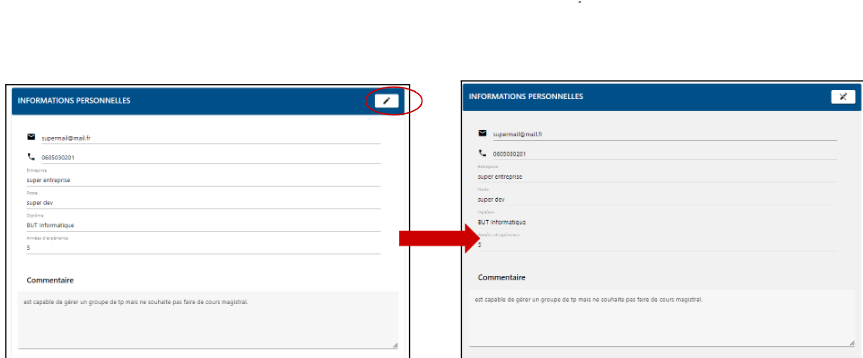 INFORMATIONS PERSONNELLES
supermail@mail.fr
0605030201
Entreprise
super entreprise
Poste
super dev
Diplôme
BUT Informatique
Années d'expérience
5
Commentaire
est capable de gérer un groupe de tp mais ne souhaite pas faire de cours magistral.
INFORMATIONS PERSONNELLES
supermail@mail.fr
0605030201
Entreprise
super entreprise
Poste
super dev
Diplôme
BUT Informatique
Années d'expérience
5
Commentaire
est capable de gérer un groupe de tp mais ne souhaite pas faire de cours magistral.